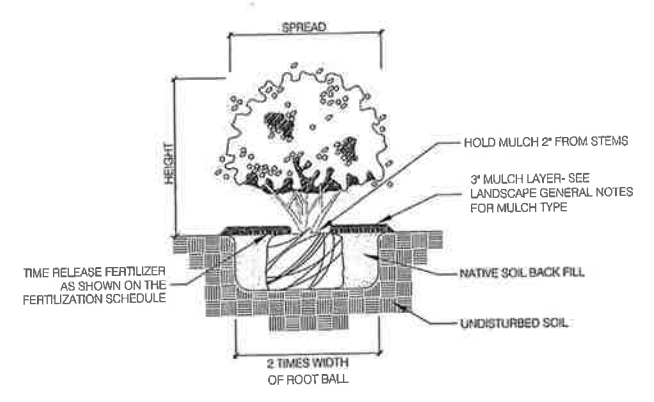 SPREAD
HEIGHT
HOLD MULCH 2" FROM STEMS
3" MULCH LAYER- SEE
LANDSCAPE GENERAL NOTES
FOR MULCH TYPE
TIME RELEASE FERTILIZER
AS SHOWN ON THE
FERTILIZATION SCHEDULE
NATIVE SOIL BACK FILL
UNDISTURBED SOIL
2 TIMES WIDTH
OF ROOT BALL